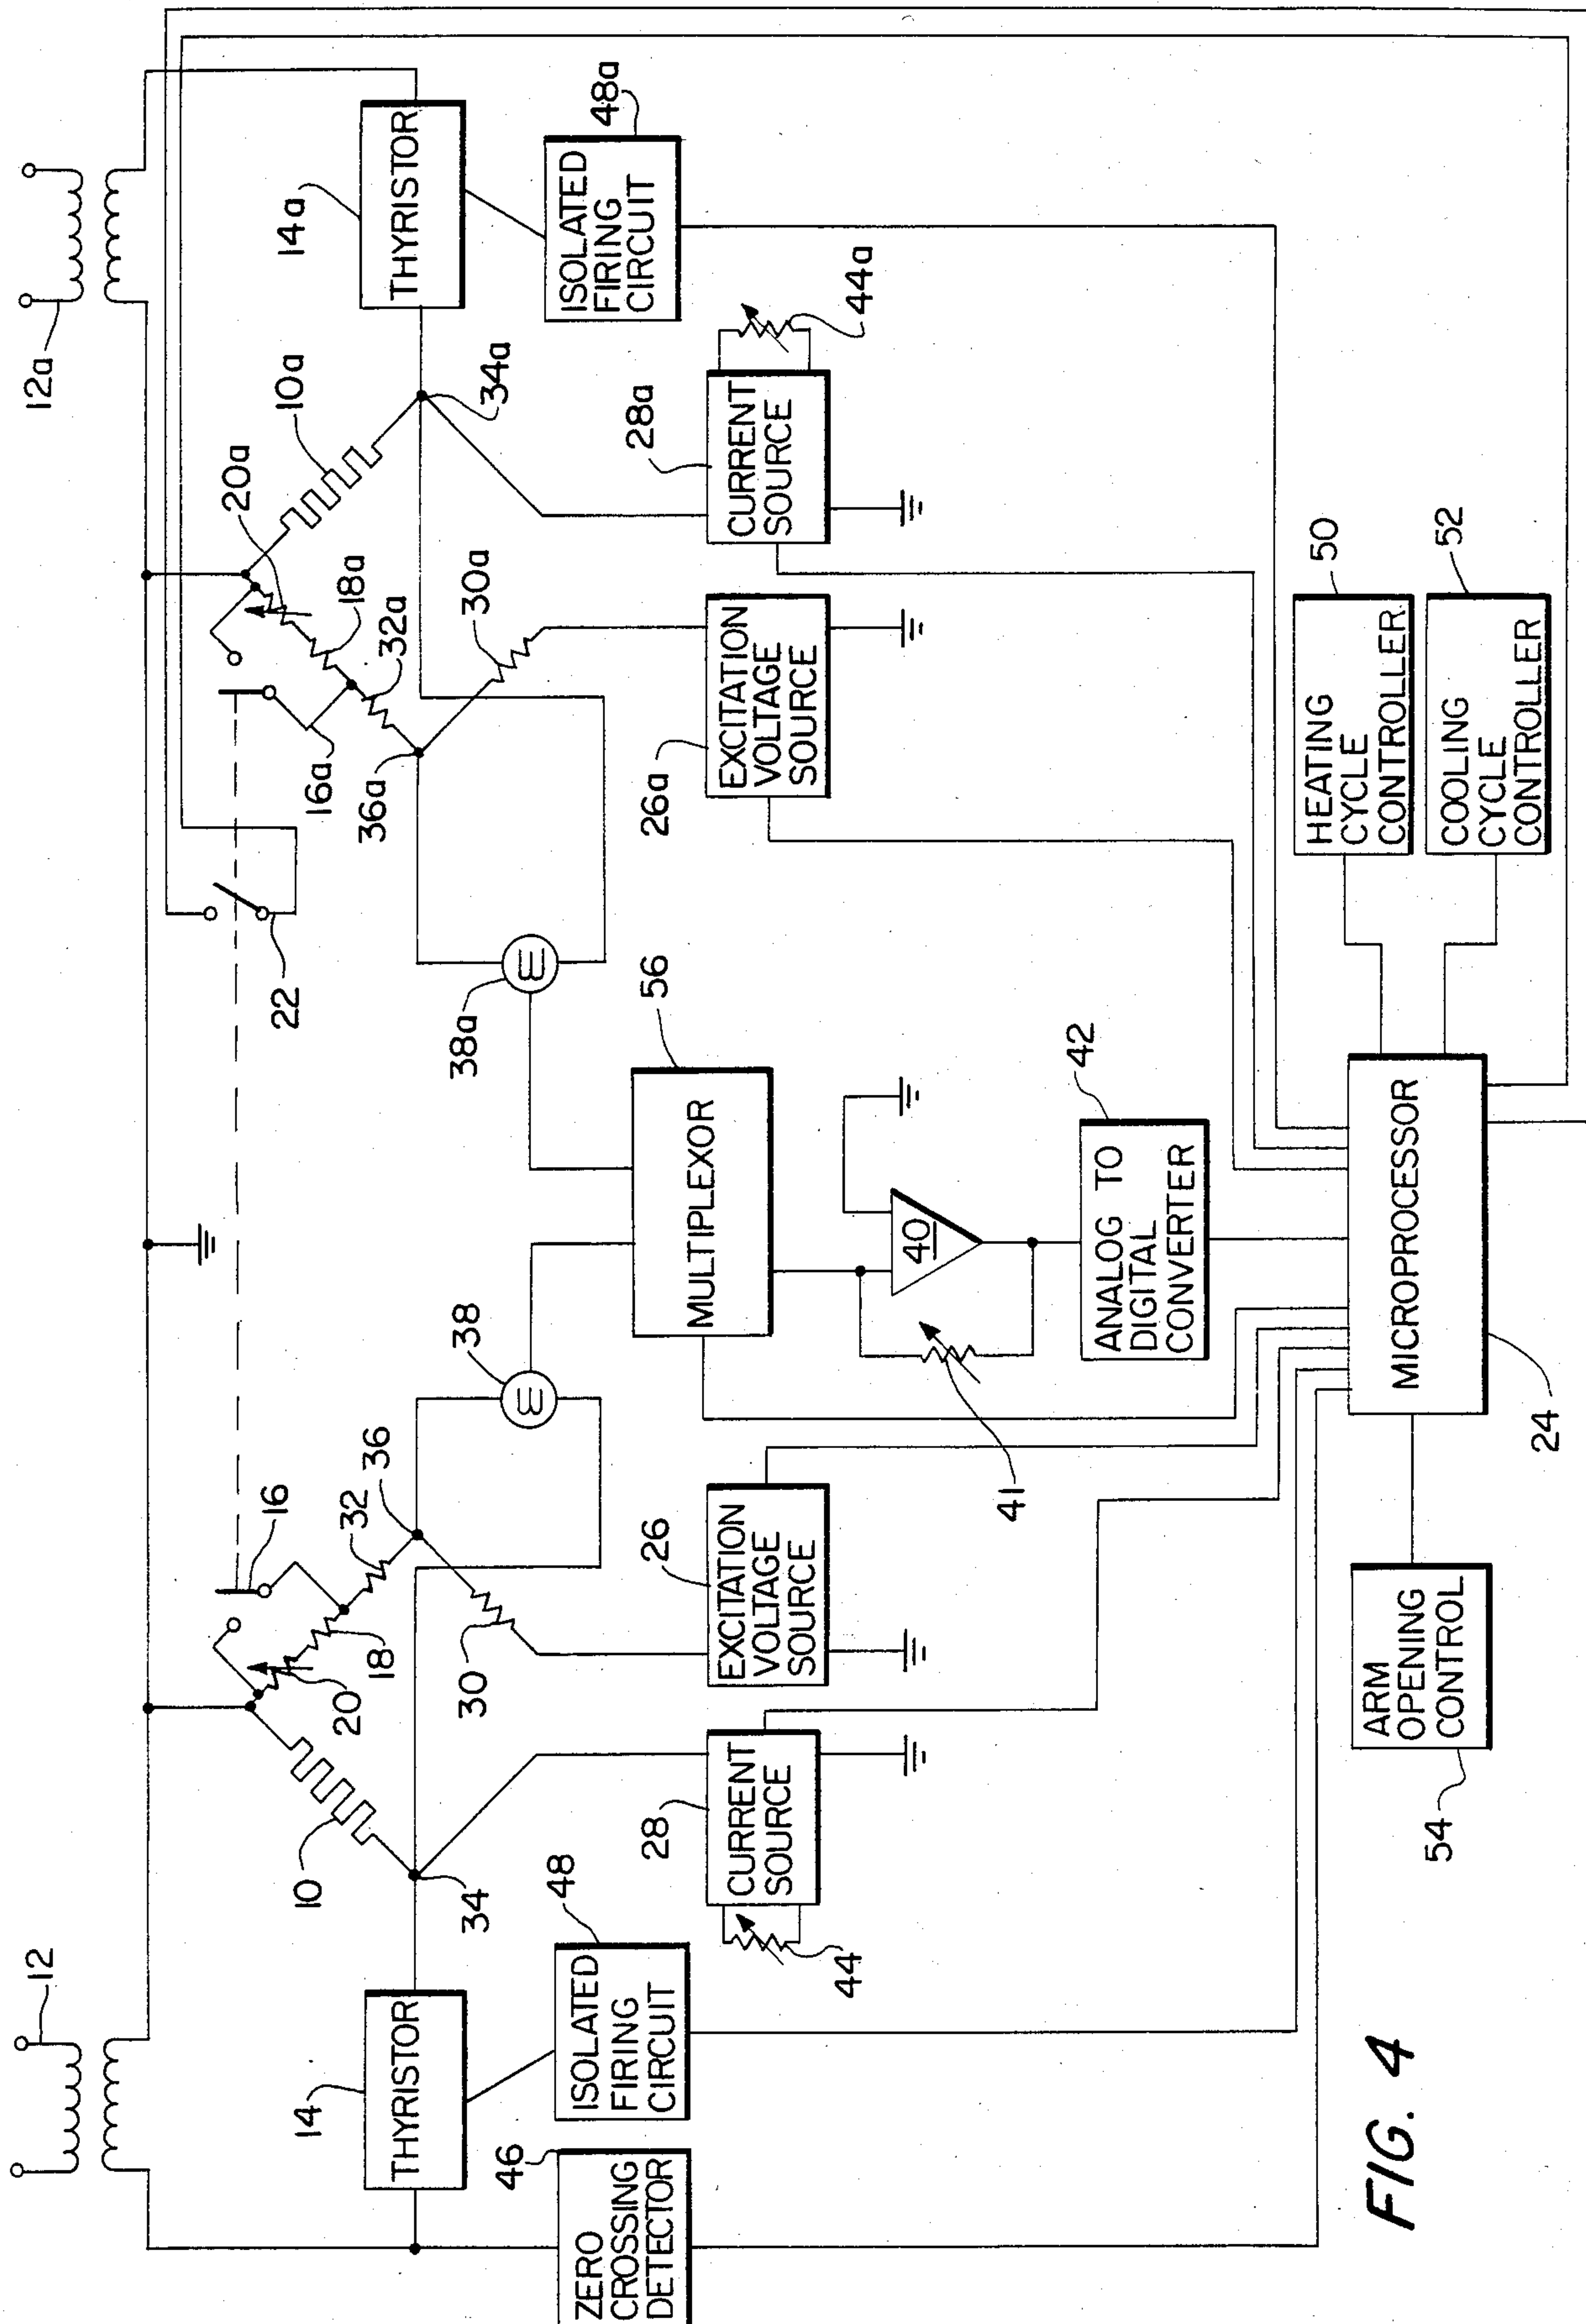 12
12a
14
THYRISTOR
46
ZERO
CROSSING
DETECTOR
48
ISOLATED
FIRING
CIRCUIT
10
34
20
18
16
32
36
30
38
28
CURRENT
SOURCE
44
26
EXCITATION
VOLTAGE
SOURCE
22
56
MULTIPLEXOR
38a
40
41
42
ANALOG TO
DIGITAL
CONVERTER
16a
36a
18a
20a
32a
30a
10a
34a
14a
THYRISTOR
48a
ISOLATED
FIRING
CIRCUIT
26a
EXCITATION
VOLTAGE
SOURCE
28a
CURRENT
SOURCE
44a
54
ARM
OPENING
CONTROL
MICROPROCESSOR
24
50
HEATING
CYCLE
CONTROLLER
52
COOLING
CYCLE
CONTROLLER
FIG. 4